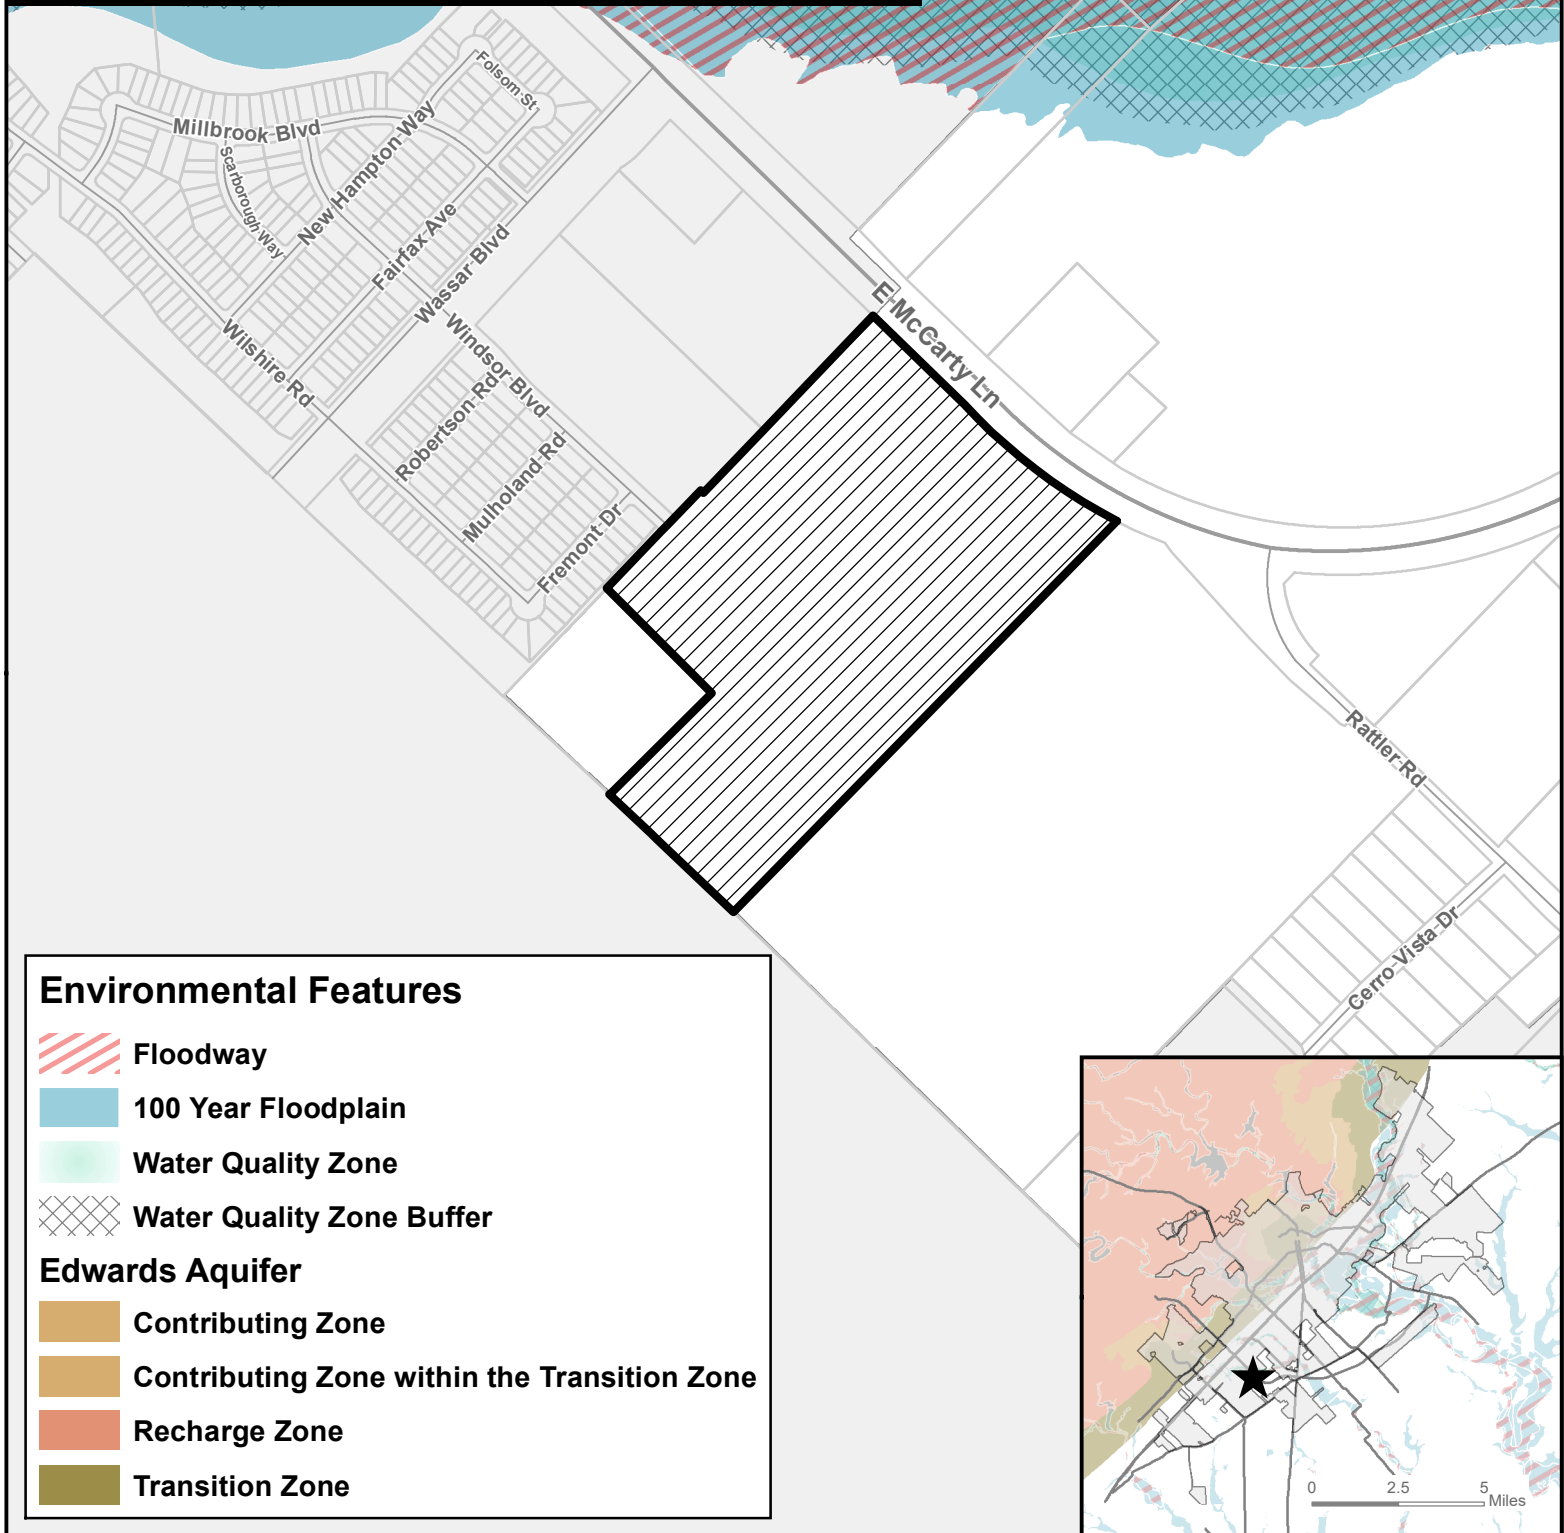 Folsom St
Millbrook Blvd
Scarborough Way
New Hampton Way
Fairfax Ave
Wassar Blvd
Wilshire Rd
Windsor Blvd
Robertson Rd
Mulholand Rd
Fremont Dr
E McCarty Ln
Rattler Rd
Cerro Vista Dr
Environmental Features
Floodway
100 Year Floodplain
Water Quality Zone
Water Quality Zone Buffer
Edwards Aquifer
Contributing Zone
Contributing Zone within the Transition Zone
Recharge Zone
Transition Zone
0 2.5 5
Miles